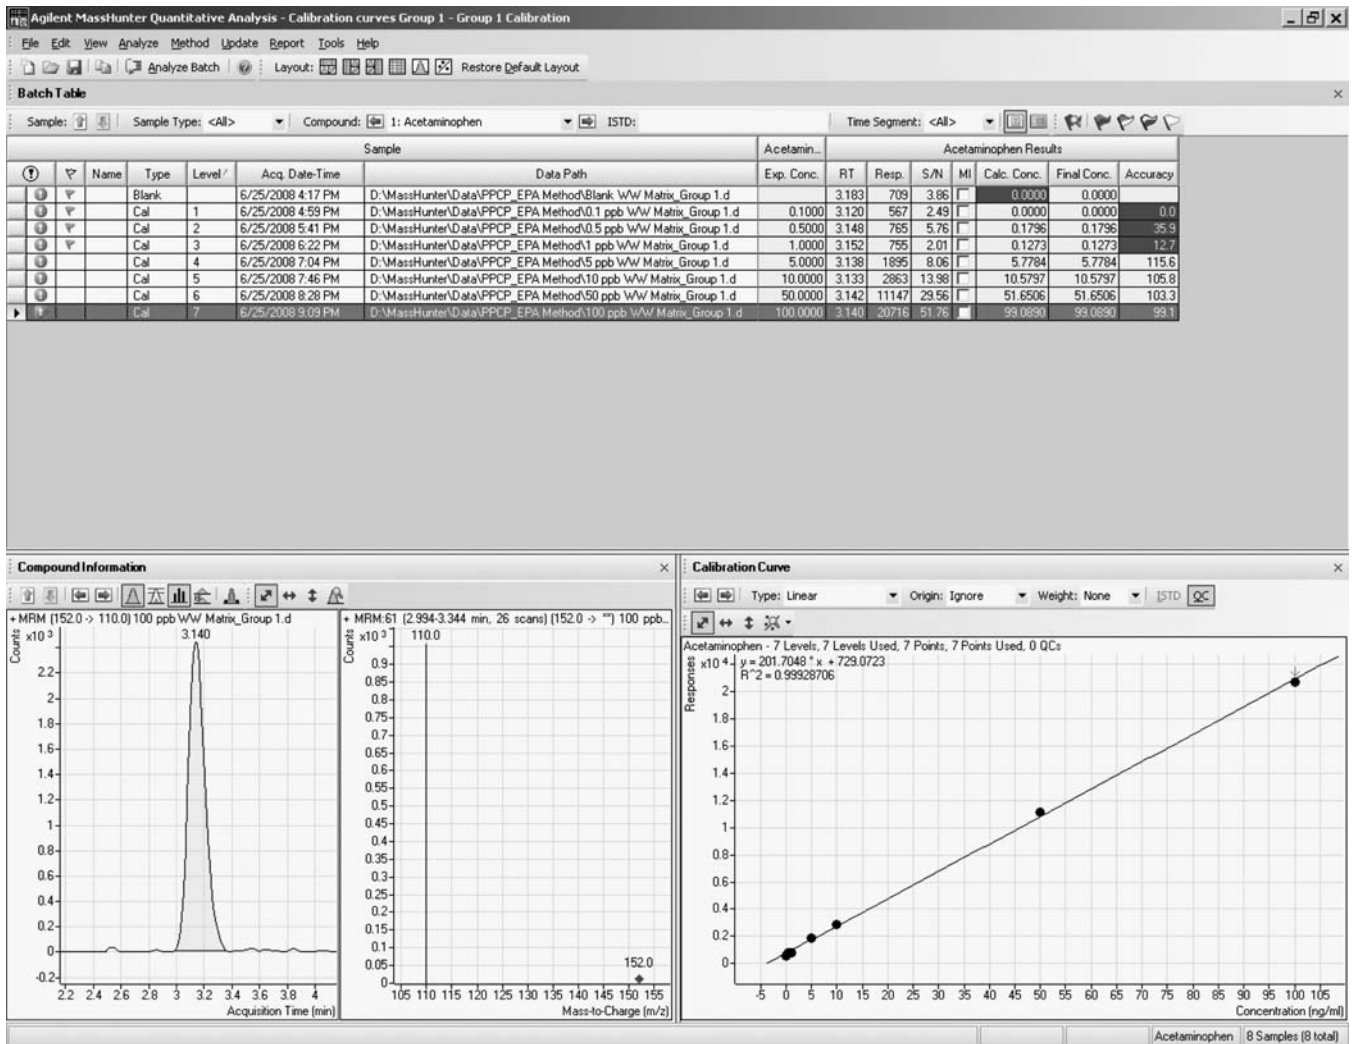 Agilent MassHunter Quantitative Analysis - Calibration curves Group 1 - Group 1 Calibration
File Edit View Analyze Method Update Report Tools Help
Analyze Batch Layout: Restore Default Layout
Batch Table
Sample: Sample Type: <All> Compound: 1: Acetaminophen ISTD: Time Segment: <All>
Sample Acetamin... Acetaminophen Results
Name Type Level Acq. Date-Time Data Path Exp. Conc. RT Resp. S/N MI Calc. Conc. Final Conc. Accuracy
Blank 6/25/2008 4:17 PM D:\MassHunter\Data\PPCP_EPA Method\Blank WW Matrix_Group 1.d 3.183 709 3.86 0.0000 0.0000
Cal 1 6/25/2008 4:59 PM D:\MassHunter\Data\PPCP_EPA Method\0.1 ppb WW Matrix_Group 1.d 0.1000 3.120 567 2.49 0.0000 0.0000 0.0
Cal 2 6/25/2008 5:41 PM D:\MassHunter\Data\PPCP_EPA Method\0.5 ppb WW Matrix_Group 1.d 0.5000 3.148 765 5.76 0.1796 0.1796 35.9
Cal 3 6/25/2008 6:22 PM D:\MassHunter\Data\PPCP_EPA Method\1 ppb WW Matrix_Group 1.d 1.0000 3.152 755 2.01 0.1273 0.1273 12.7
Cal 4 6/25/2008 7:04 PM D:\MassHunter\Data\PPCP_EPA Method\5 ppb WW Matrix_Group 1.d 5.0000 3.138 1895 8.06 5.7784 5.7784 115.6
Cal 5 6/25/2008 7:46 PM D:\MassHunter\Data\PPCP_EPA Method\10 ppb WW Matrix_Group 1.d 10.0000 3.133 2863 13.98 10.5797 10.5797 105.8
Cal 6 6/25/2008 8:28 PM D:\MassHunter\Data\PPCP_EPA Method\50 ppb WW Matrix_Group 1.d 50.0000 3.142 11147 29.56 51.6506 51.6506 103.3
Cal 7 6/25/2008 9:09 PM D:\MassHunter\Data\PPCP_EPA Method\100 ppb WW Matrix_Group 1.d 100.0000 3.140 20716 51.76 99.0890 99.0890 99.1
Compound Information
+ MRM (152.0 -> 110.0) 100 ppb WW Matrix_Group 1.d
x10 3 3.140
Counts
2.2
2
1.8
1.6
1.4
1.2
1
0.8
0.6
0.4
0.2
0
-0.2
2.2 2.4 2.6 2.8 3 3.2 3.4 3.6 3.8 4
Acquisition Time (min)
+ MRM:61 (2.994-3.344 min, 26 scans) (152.0 -> **) 100 ppb...
x10 3 110.0
Counts
0.9
0.85
0.8
0.75
0.7
0.65
0.6
0.55
0.5
0.45
0.4
0.35
0.3
0.25
0.2
0.15
0.1
0.05
0
152.0
105 110 115 120 125 130 135 140 145 150 155
Mass-to-Charge (m/z)
Calibration Curve
Type: Linear Origin: Ignore Weight: None ISTD QC
Acetaminophen - 7 Levels, 7 Levels Used, 7 Points, 7 Points Used, 0 QCs
x10 4 y = 201.7048 * x + 729.0723
R^2 = 0.99928706
Responses
2
1.8
1.6
1.4
1.2
1
0.8
0.6
0.4
0.2
0
-5 0 5 10 15 20 25 30 35 40 45 50 55 60 65 70 75 80 85 90 95 100 105
Concentration (ng/ml)
Acetaminophen 8 Samples (8 total)